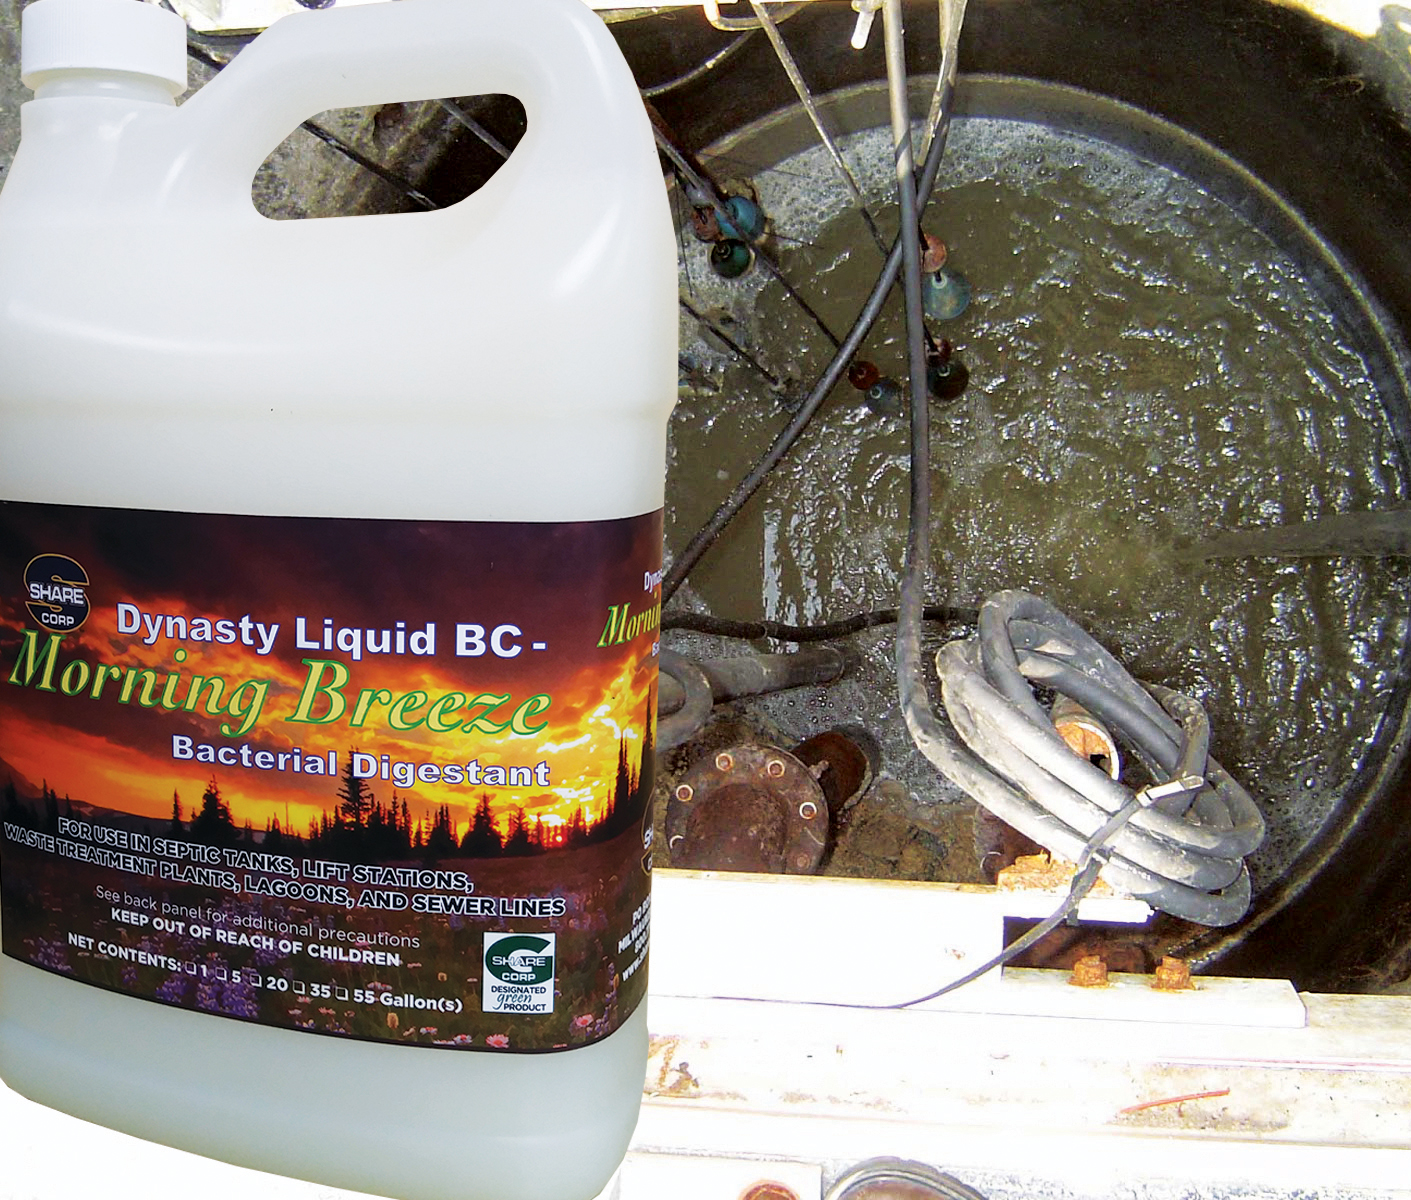 SHARE
CORP
Dynasty Liquid BC -
Morning Breeze
Bacterial Digestant
FOR USE IN SEPTIC TANKS, LIFT STATIONS,
WASTE TREATMENT PLANTS, LAGOONS, AND SEWER LINES
See back panel for additional precautions
KEEP OUT OF REACH OF CHILDREN
NET CONTENTS: ❏ 1 ❏ 5 ❏ 20 ❏ 35 ❏ 55 Gallon(s)
SHARE
CORP
DESIGNATED
green
PRODUCT